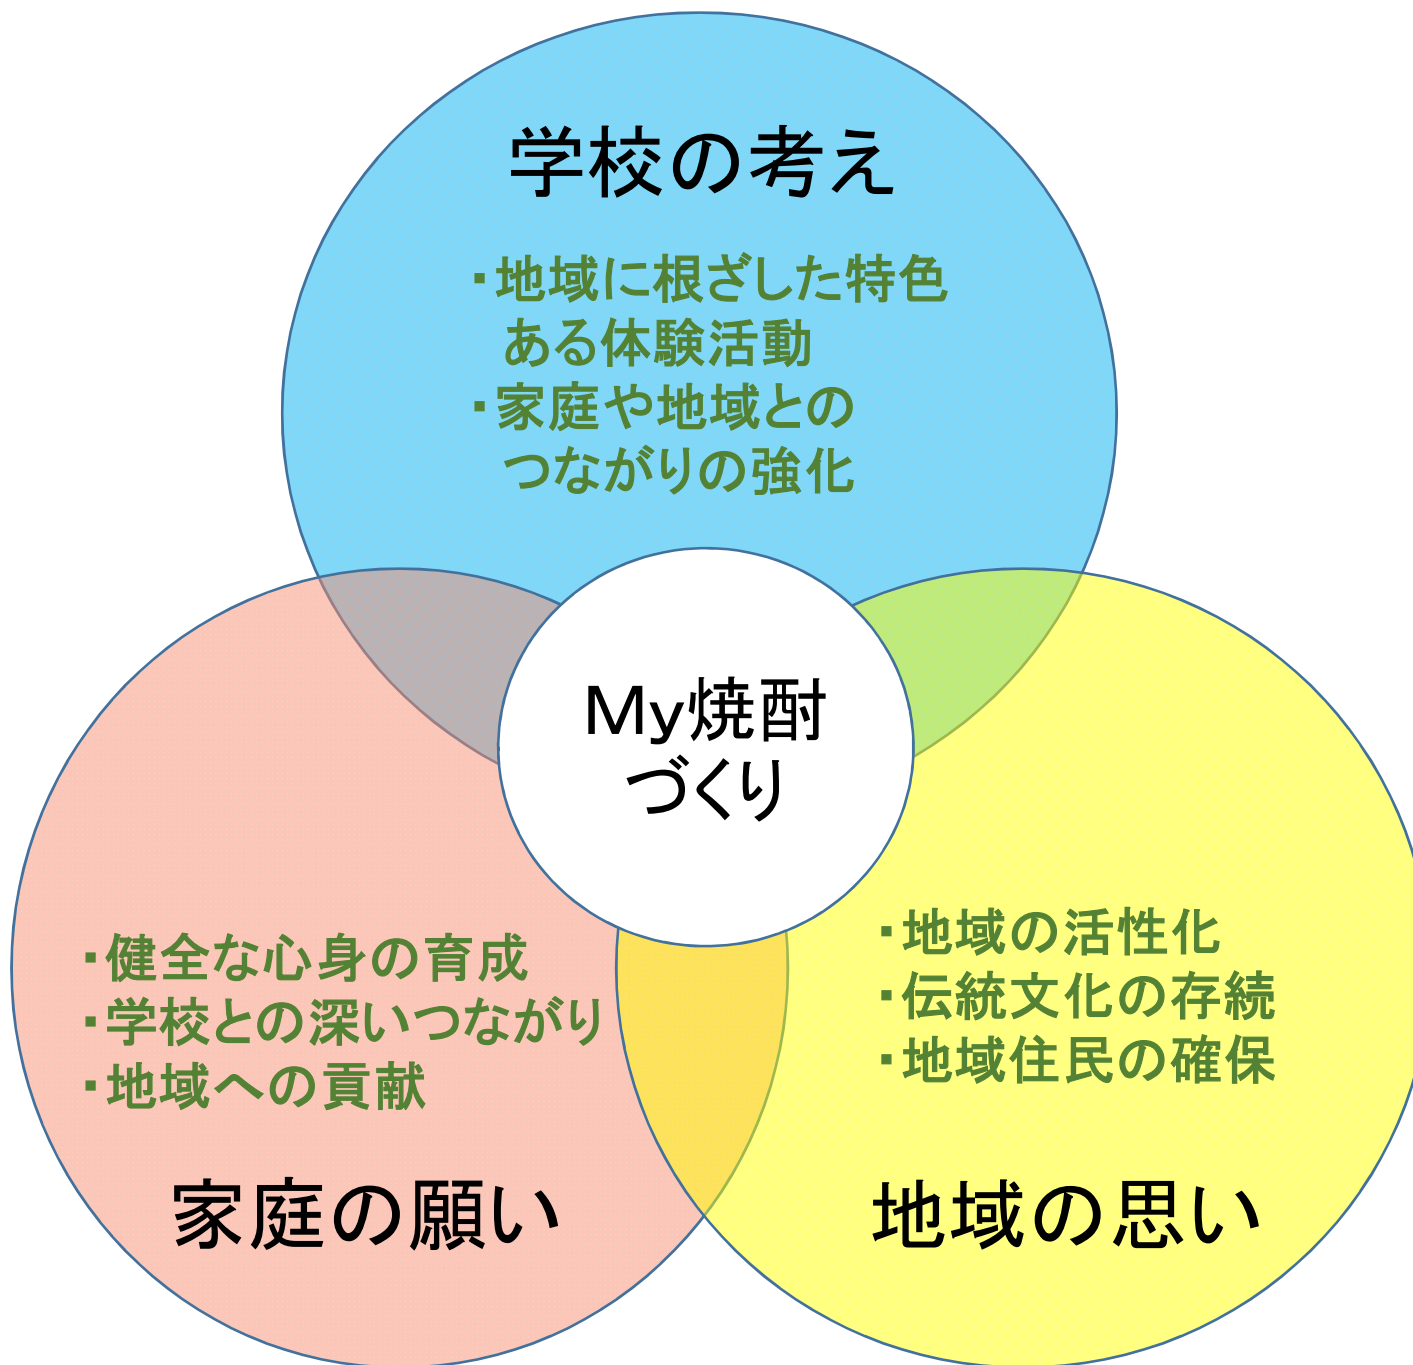 学校の考え
・地域に根ざした特色
ある体験活動
・家庭や地域との
つながりの強化
My焼酎
づくり
・健全な心身の育成
・学校との深いつながり
・地域への貢献
家庭の願い
・地域の活性化
・伝統文化の存続
・地域住民の確保
地域の思い